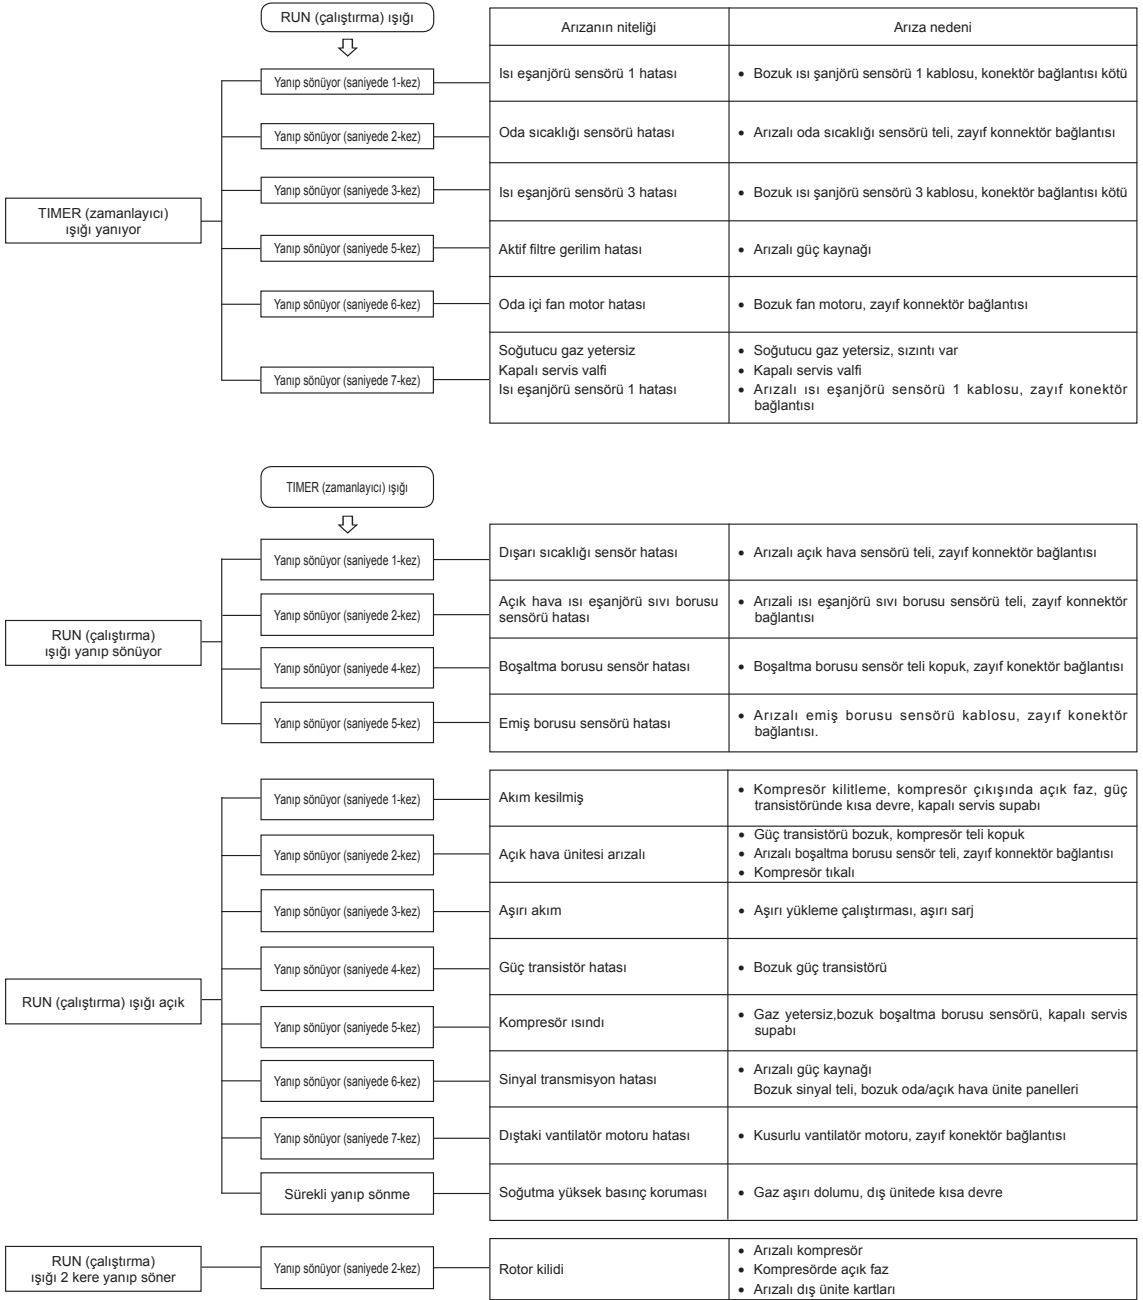 RUN (çalıştırma) ışığı
Arızanın niteliği
Arıza nedeni
TIMER (zamanlayıcı)
ışığı yanıyor
Yanıp sönüyor (saniyede 1-kez)
Isı eşanjörü sensörü 1 hatası
• Bozuk ısı şanjörü sensörü 1 kablosu, konektör bağlantısı kötü
Yanıp sönüyor (saniyede 2-kez)
Oda sıcaklığı sensörü hatası
• Arızalı oda sıcaklığı sensörü teli, zayıf konnektör bağlantısı
Yanıp sönüyor (saniyede 3-kez)
Isı eşanjörü sensörü 3 hatası
• Bozuk ısı şanjörü sensörü 3 kablosu, konektör bağlantısı kötü
Yanıp sönüyor (saniyede 5-kez)
Aktif filtre gerilim hatası
• Arızalı güç kaynağı
Yanıp sönüyor (saniyede 6-kez)
Oda içi fan motor hatası
• Bozuk fan motoru, zayıf konnektör bağlantısı
Yanıp sönüyor (saniyede 7-kez)
Soğutucu gaz yetersiz
Kapalı servis valfi
Isı eşanjörü sensörü 1 hatası
• Soğutucu gaz yetersiz, sızıntı var
• Kapalı servis valfi
• Arızalı ısı eşanjörü sensörü 1 kablosu, zayıf konektör
bağlantısı
TIMER (zamanlayıcı) ışığı
RUN (çalıştırma)
ışığı yanıp sönüyor
Yanıp sönüyor (saniyede 1-kez)
Dışarı sıcaklığı sensör hatası
• Arızalı açık hava sensörü teli, zayıf konnektör bağlantısı
Yanıp sönüyor (saniyede 2-kez)
Açık hava ısı eşanjörü sıvı borusu
sensörü hatası
• Arızali ısı eşanjörü sıvı borusu sensörü teli, zayıf konnektör
bağlantısı
Yanıp sönüyor (saniyede 4-kez)
Boşaltma borusu sensör hatası
• Boşaltma borusu sensör teli kopuk, zayıf konektör bağlantısı
Yanıp sönüyor (saniyede 5-kez)
Emiş borusu sensörü hatası
• Arızalı emiş borusu sensörü kablosu, zayıf konektör
bağlantısı.
RUN (çalıştırma) ışığı açık
Yanıp sönüyor (saniyede 1-kez)
Akım kesilmiş
• Kompresör kilitleme, kompresör çıkışında açık faz, güç
transistöründe kısa devre, kapalı servis supabı
Yanıp sönüyor (saniyede 2-kez)
Açık hava ünitesi arızalı
• Güç transistörü bozuk, kompresör teli kopuk
• Arızalı boşaltma borusu sensör teli, zayıf konnektör bağlantısı
• Kompresör tıkalı
Yanıp sönüyor (saniyede 3-kez)
Aşırı akım
• Aşırı yükleme çalıştırması, aşırı sarj
Yanıp sönüyor (saniyede 4-kez)
Güç transistör hatası
• Bozuk güç transistörü
Yanıp sönüyor (saniyede 5-kez)
Kompresör ısındı
• Gaz yetersiz,bozuk boşaltma borusu sensörü, kapalı servis
supabı
Yanıp sönüyor (saniyede 6-kez)
Sinyal transmisyon hatası
• Arızalı güç kaynağı
Bozuk sinyal teli, bozuk oda/açık hava ünite panelleri
Yanıp sönüyor (saniyede 7-kez)
Dıştaki vantilatör motoru hatası
• Kusurlu vantilatör motoru, zayıf konektör bağlantısı
Sürekli yanıp sönme
Soğutma yüksek basınç koruması
• Gaz aşırı dolumu, dış ünitede kısa devre
RUN (çalıştırma)
ışığı 2 kere yanıp söner
Yanıp sönüyor (saniyede 2-kez)
Rotor kilidi
• Arızalı kompresör
• Kompresörde açık faz
• Arızalı dış ünite kartları